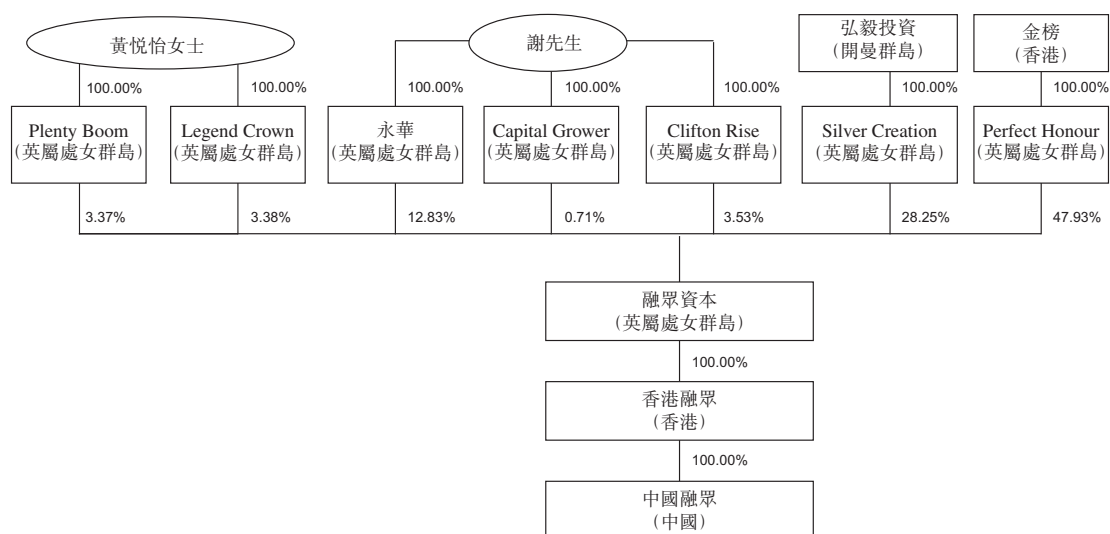 黃悦怡女士
謝先生
弘毅投資
(開曼群島)
金榜
(香港)
100.00%
100.00%
100.00%
100.00%
100.00%
100.00%
100.00%
Plenty Boom
(英屬處女群島)
Legend Crown
(英屬處女群島)
永華
(英屬處女群島)
Capital Grower
(英屬處女群島)
Clifton Rise
(英屬處女群島)
Silver Creation
(英屬處女群島)
Perfect Honour
(英屬處女群島)
3.37%
3.38%
12.83%
0.71%
3.53%
28.25%
47.93%
融眾資本
(英屬處女群島)
100.00%
香港融眾
(香港)
100.00%
中國融眾
(中國)